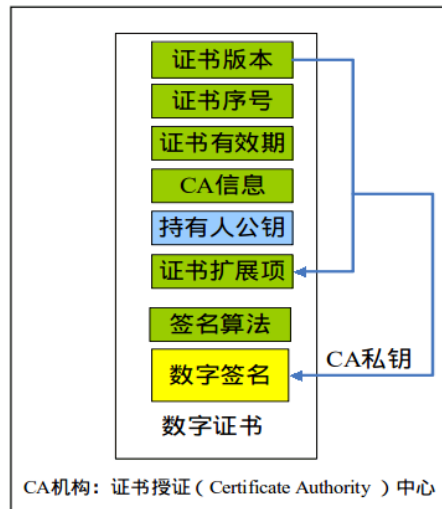 证书版本
证书序号
证书有效期
CA信息
持有人公钥
证书扩展项
签名算法
CA私钥
数字签名
数字证书
CA机构：证书授证（Certificate Authority ）中心